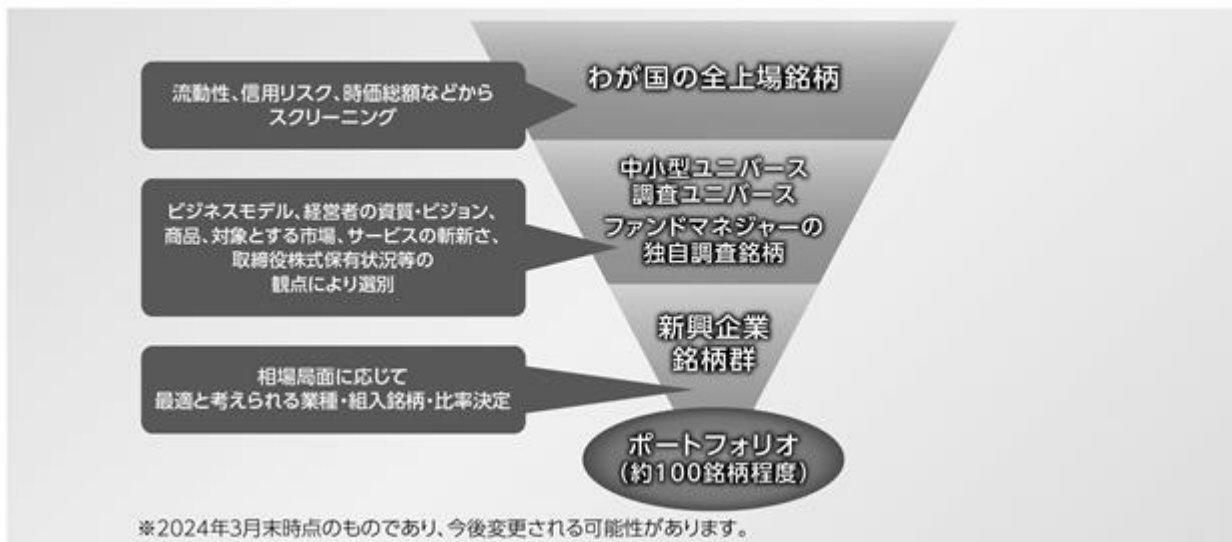 わが国の全上場銘柄
流動性、信用リスク、時価総額などから
スクリーニング
中小型ユニバース
調査ユニバース
ファンドマネジャーの
独自調査銘柄
ビジネスモデル、経営者の資質・ビジョン、
商品、対象とする市場、サービスの斬新さ、
取締役株式保有状況等の
観点により選別
新興企業
銘柄群
相場局面に応じて
最適と考えられる業種・組入銘柄・比率決定
ポートフォリオ
(約100銘柄程度)
※2024年3月末時点のものであり、今後変更される可能性があります。